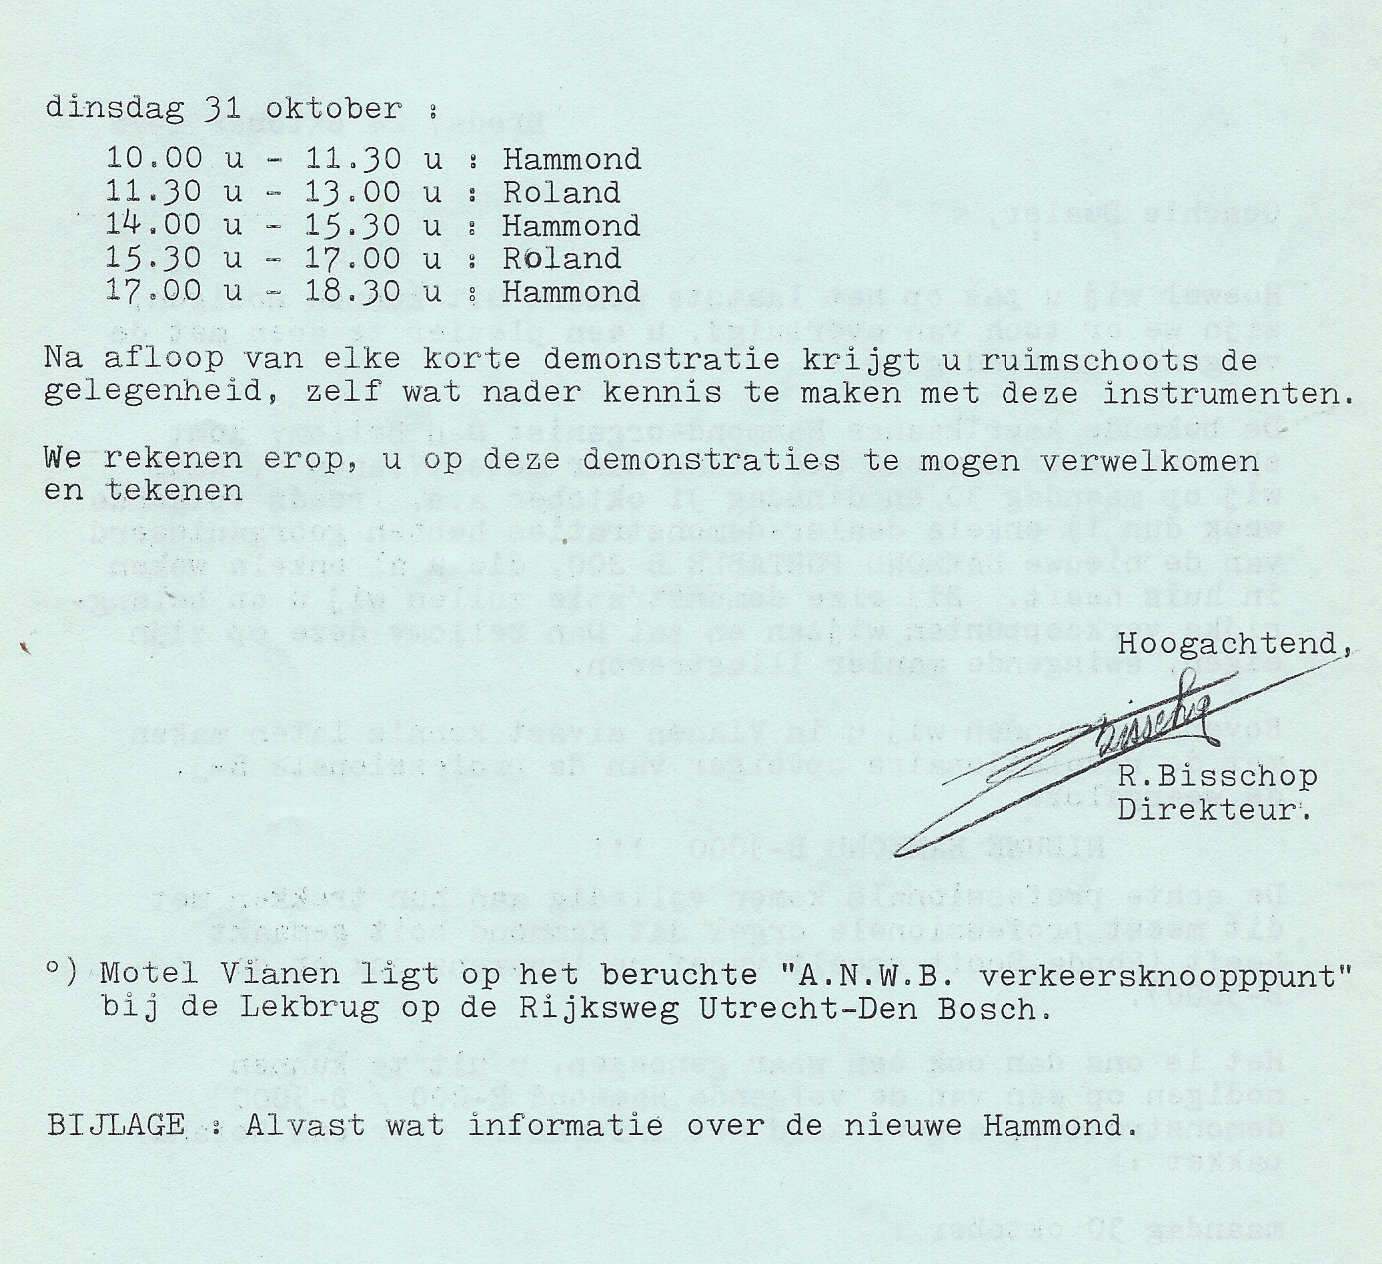 dinsdag 31 oktober :
10.00 u - 11.30 u : Hammond
11.30 u - 13.00 u : Roland
14.00 u - 15.30 u : Hammond
15.30 u - 17.00 u : Roland
17.00 u - 18.30 u : Hammond
Na afloop van elke korte demonstratie krijgt u ruimschoots de
gelegenheid, zelf wat nader kennis te maken met deze instrumenten.
We rekenen erop, u op deze demonstraties te mogen verwelkomen
en tekenen
Hoogachtend,
Bisschop
R.Bisschop
Direkteur.
°) Motel Vianen ligt op het beruchte "A.N.W.B. verkeersknoopppunt"
bij de Lekbrug op de Rijksweg Utrecht-Den Bosch.
BIJLAGE : Alvast wat informatie over de nieuwe Hammond.